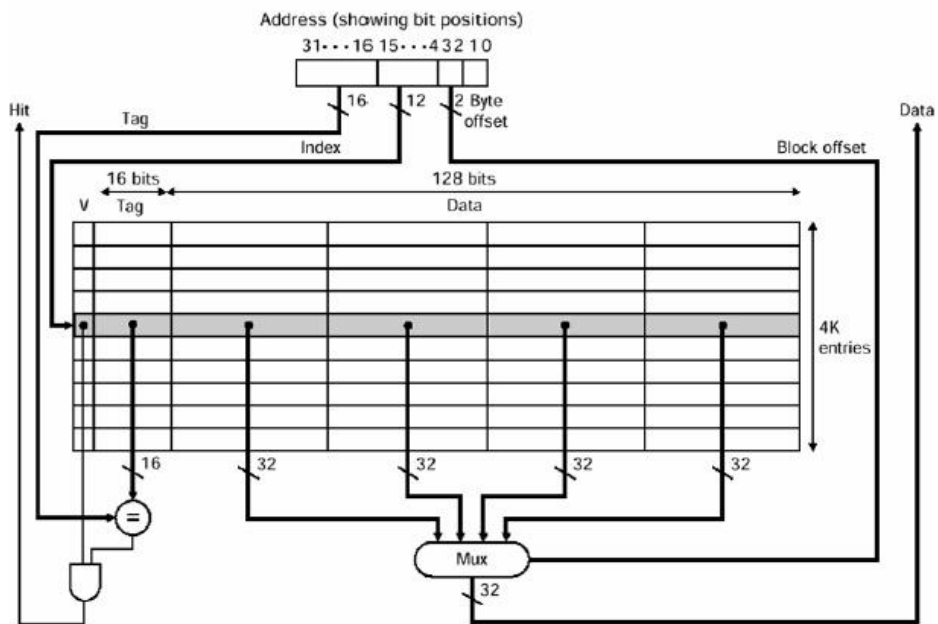 Address (showing bit positions)
31···16 15···4 3 2 1 0
16 12 2 Byte
offset
Hit
Tag
Data
Index
Block offset
16 bits
128 bits
V
Tag
Data
4K
entries
16
32
32
32
32
=
Mux
32